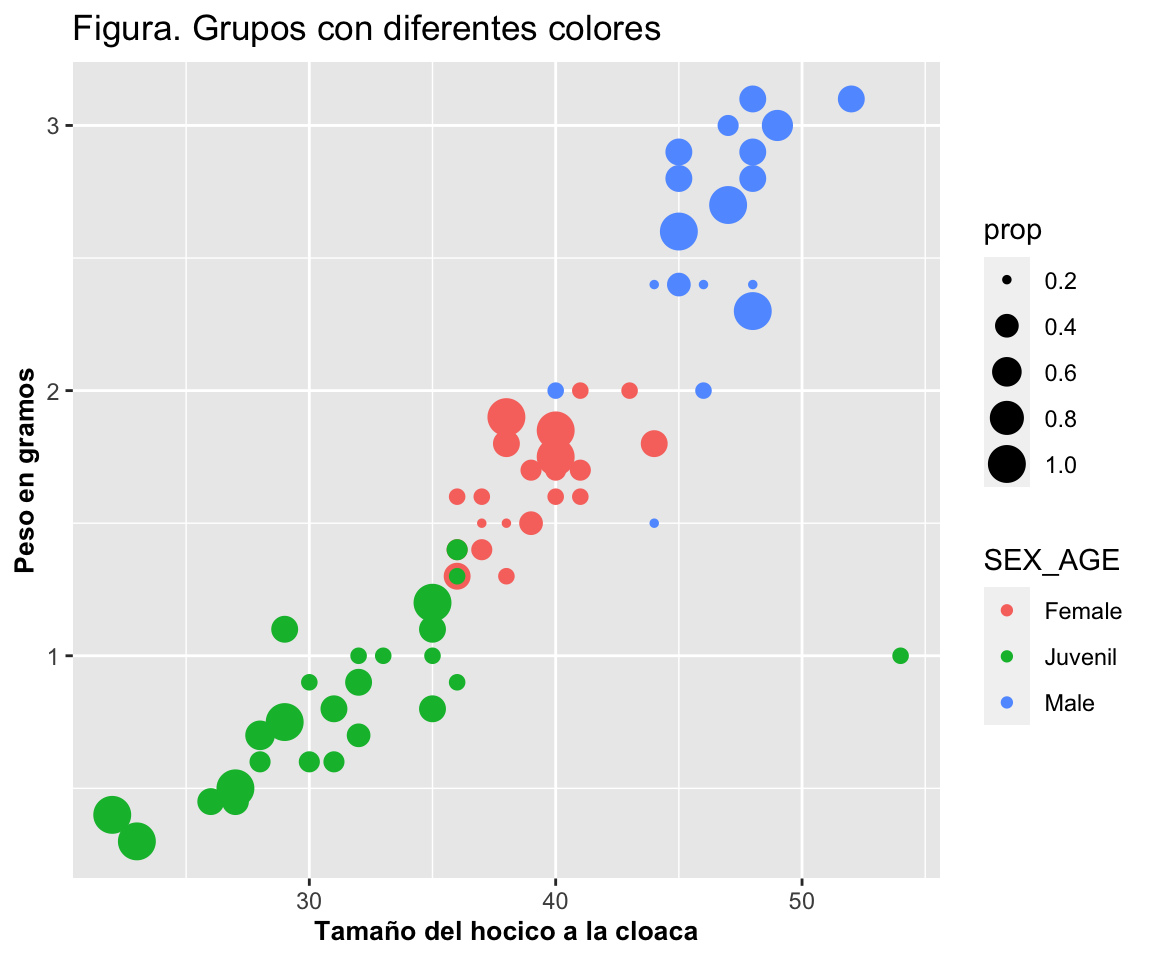 Figura. Grupos con diferentes colores
3
2
1
Peso en gramos
30
40
50
Tamaño del hocico a la cloaca
prop
0.2
0.4
0.6
0.8
1.0
SEX_AGE
Female
Juvenil
Male